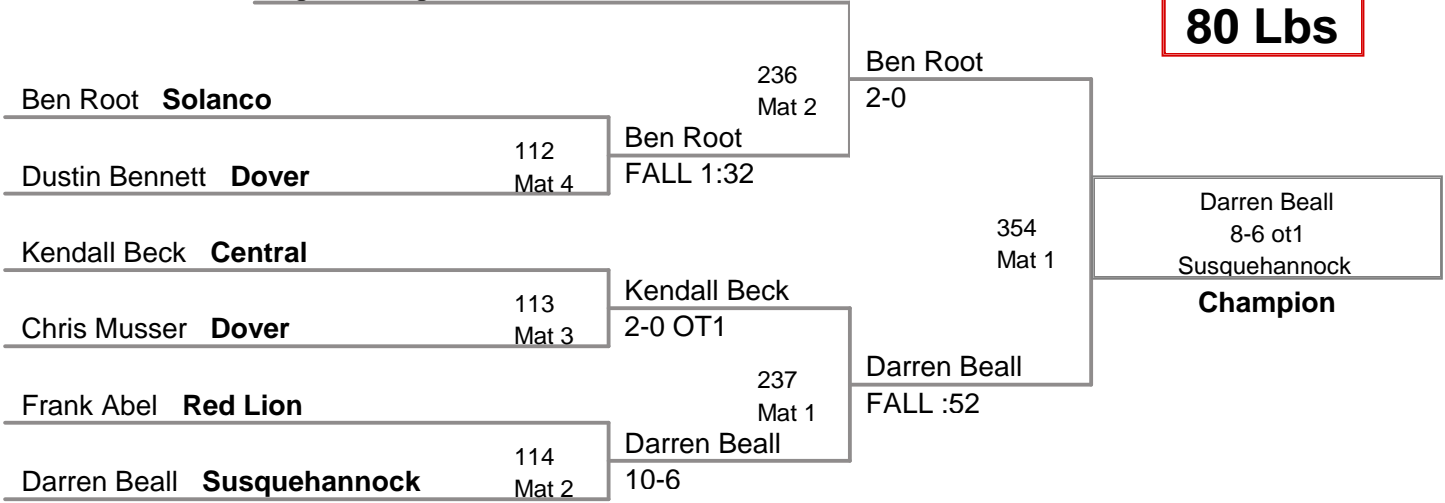 80 Lbs
Ben Root
236
Mat 2
2-0
Ben Root Solanco
Ben Root
112
Mat 4
FALL 1:32
Dustin Bennett Dover
Darren Beall
8-6 ot1
Susquehannock
Champion
354
Mat 1
Kendall Beck Central
Kendall Beck
113
Mat 3
2-0 OT1
Chris Musser Dover
Darren Beall
237
Mat 1
FALL :52
Frank Abel Red Lion
Darren Beall
114
Mat 2
10-6
Darren Beall Susquehannock